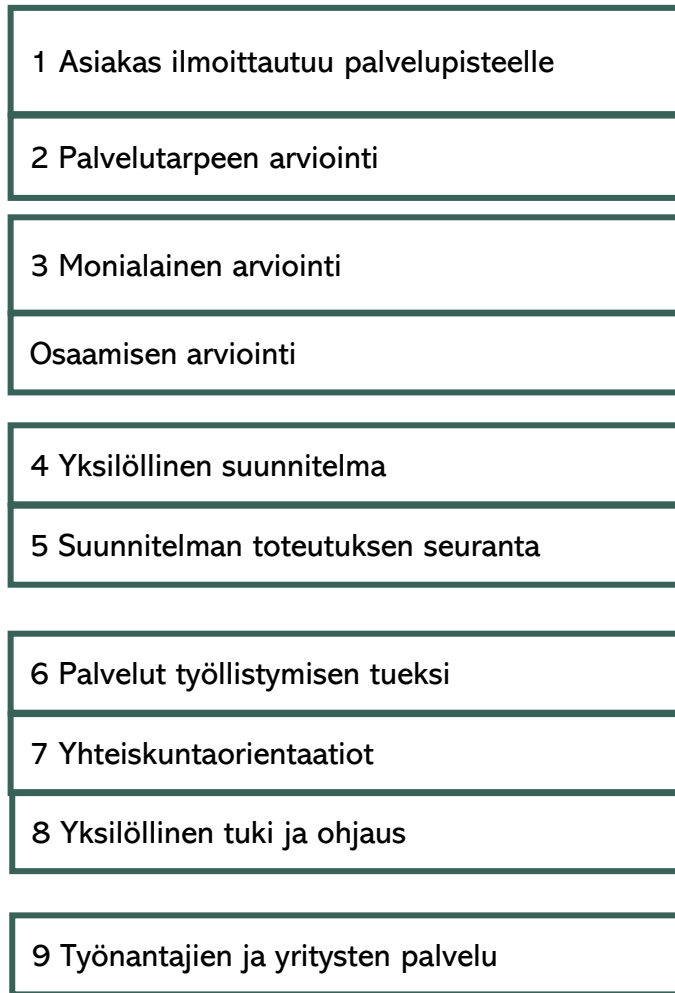 1 Asiakas ilmoittautuu palvelupisteelle
2 Palvelutarpeen arviointi
3 Monialainen arviointi
Osaamisen arviointi
4 Yksilöllinen suunnitelma
5 Suunnitelman toteutuksen seuranta
6 Palvelut työllistymisen tueksi
7 Yhteiskuntaorientaatiot
8 Yksilöllinen tuki ja ohjaus
9 Työnantajien ja yritysten palvelu